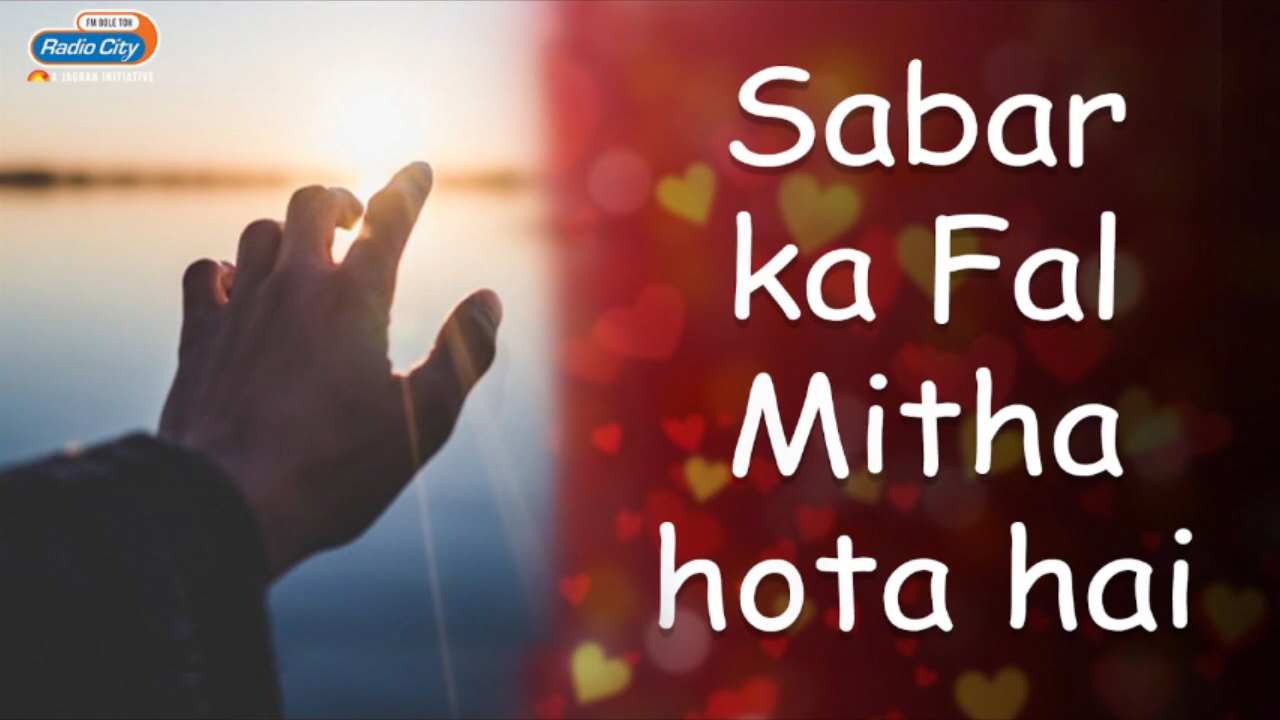 FM BOLE TOH
Radio City
A JAGRAN INITIATIVE
Sabar
ka Fal
Mitha
hota hai